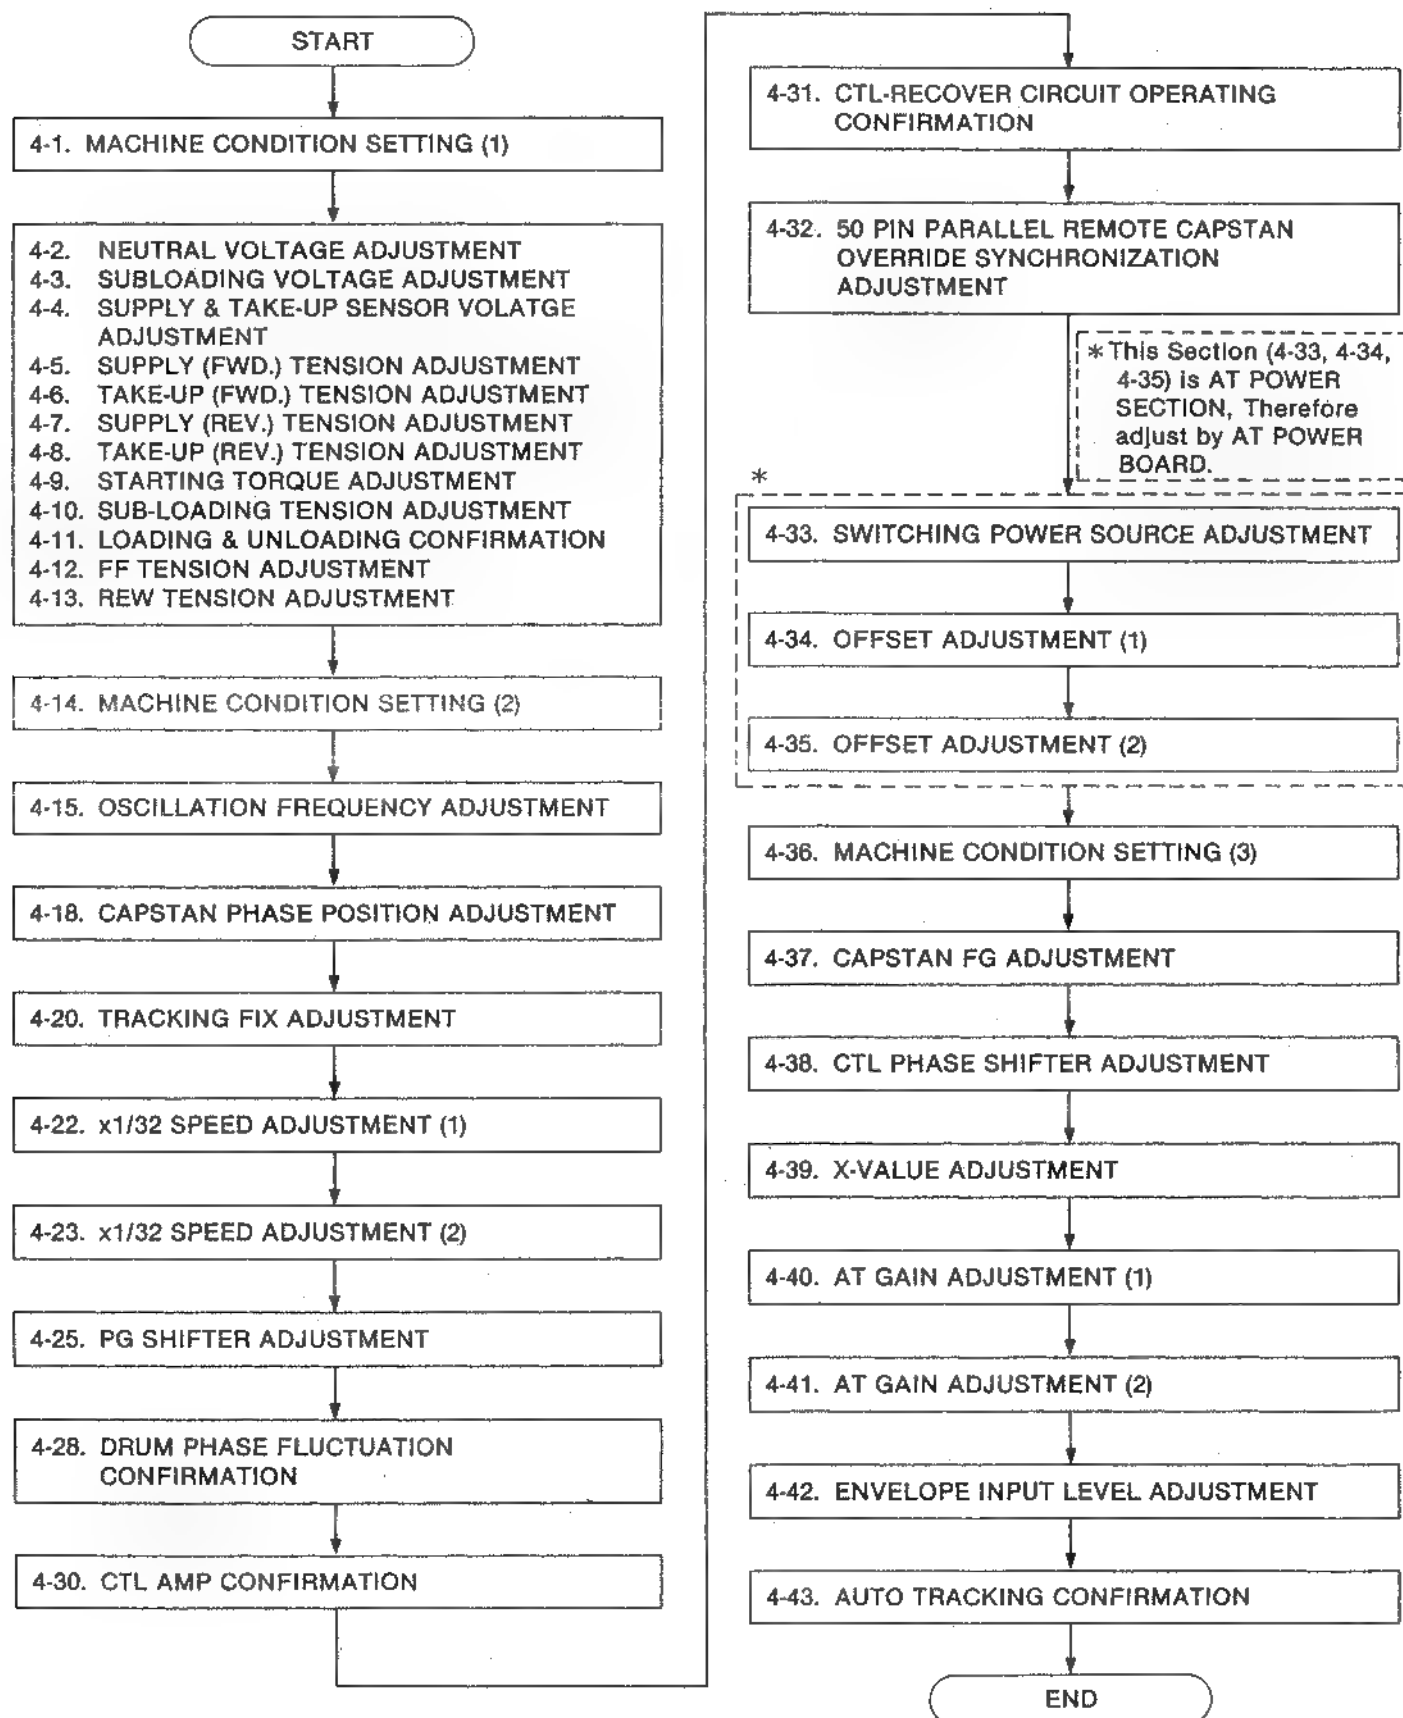 START
4-1. MACHINE CONDITION SETTING (1)
4-2. NEUTRAL VOLTAGE ADJUSTMENT
4-3. SUBLOADING VOLTAGE ADJUSTMENT
4-4. SUPPLY & TAKE-UP SENSOR VOLATGE
ADJUSTMENT
4-5. SUPPLY (FWD.) TENSION ADJUSTMENT
4-6. TAKE-UP (FWD.) TENSION ADJUSTMENT
4-7. SUPPLY (REV.) TENSION ADJUSTMENT
4-8. TAKE-UP (REV.) TENSION ADJUSTMENT
4-9. STARTING TORQUE ADJUSTMENT
4-10. SUB-LOADING TENSION ADJUSTMENT
4-11. LOADING & UNLOADING CONFIRMATION
4-12. FF TENSION ADJUSTMENT
4-13. REW TENSION ADJUSTMENT
4-14. MACHINE CONDITION SETTING (2)
4-15. OSCILLATION FREQUENCY ADJUSTMENT
4-18. CAPSTAN PHASE POSITION ADJUSTMENT
4-20. TRACKING FIX ADJUSTMENT
4-22. x1/32 SPEED ADJUSTMENT (1)
4-23. x1/32 SPEED ADJUSTMENT (2)
4-25. PG SHIFTER ADJUSTMENT
4-28. DRUM PHASE FLUCTUATION
CONFIRMATION
4-30. CTL AMP CONFIRMATION
4-31. CTL-RECOVER CIRCUIT OPERATING
CONFIRMATION
4-32. 50 PIN PARALLEL REMOTE CAPSTAN
OVERRIDE SYNCHRONIZATION
ADJUSTMENT
* This Section (4-33, 4-34,
4-35) is AT POWER
SECTION, Therefore
adjust by AT POWER
BOARD.
*
4-33. SWITCHING POWER SOURCE ADJUSTMENT
4-34. OFFSET ADJUSTMENT (1)
4-35. OFFSET ADJUSTMENT (2)
4-36. MACHINE CONDITION SETTING (3)
4-37. CAPSTAN FG ADJUSTMENT
4-38. CTL PHASE SHIFTER ADJUSTMENT
4-39. X-VALUE ADJUSTMENT
4-40. AT GAIN ADJUSTMENT (1)
4-41. AT GAIN ADJUSTMENT (2)
4-42. ENVELOPE INPUT LEVEL ADJUSTMENT
4-43. AUTO TRACKING CONFIRMATION
END